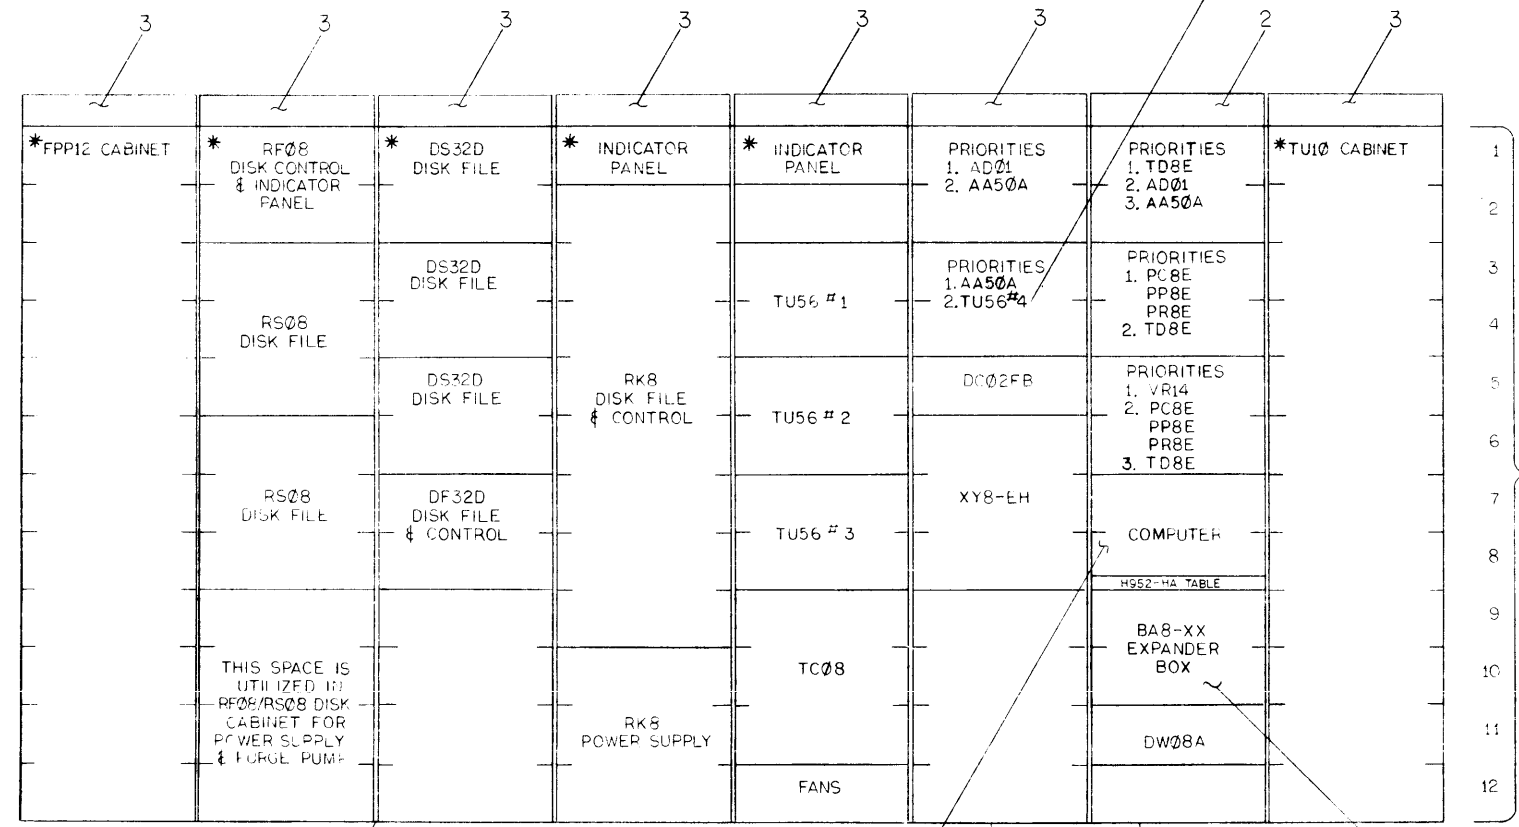 3
3
3
3
3
3
2
3
*FPP12 CABINET
* RFØ8
DISK CONTROL
& INDICATOR
PANEL
RSØ8
DISK FILE
RSØ8
DISK FILE
THIS SPACE IS
UTILIZED IN
RFØ8/RSØ8 DISK
CABINET FOR
POWER SUPPLY
& PURGE PUMP
* DS32D
DISK FILE
DS32D
DISK FILE
DS32D
DISK FILE
DF32D
DISK FILE
& CONTROL
* INDICATOR
PANEL
RK8
DISK FILE
& CONTROL
RK8
POWER SUPPLY
* INDICATOR
PANEL
TU56 #1
TU56 #2
TU56 #3
TCØ8
FANS
PRIORITIES
1. ADØ1
2. AA5ØA
PRIORITIES
1. AA5ØA
2. TU56#4
DCØ2FB
XY8-EH
PRIORITIES
1. TD8E
2. ADØ1
3. AA5ØA
PRIORITIES
1. PC8E
PP8E
PR8E
2. TD8E
PRIORITIES
1. VR14
2. PC8E
PP8E
PR8E
3. TD8E
COMPUTER
H952-HA TABLE
BA8-XX
EXPANDER
BOX
DWØ8A
*TU1Ø CABINET
1
2
3
4
5
6
7
8
9
10
11
12